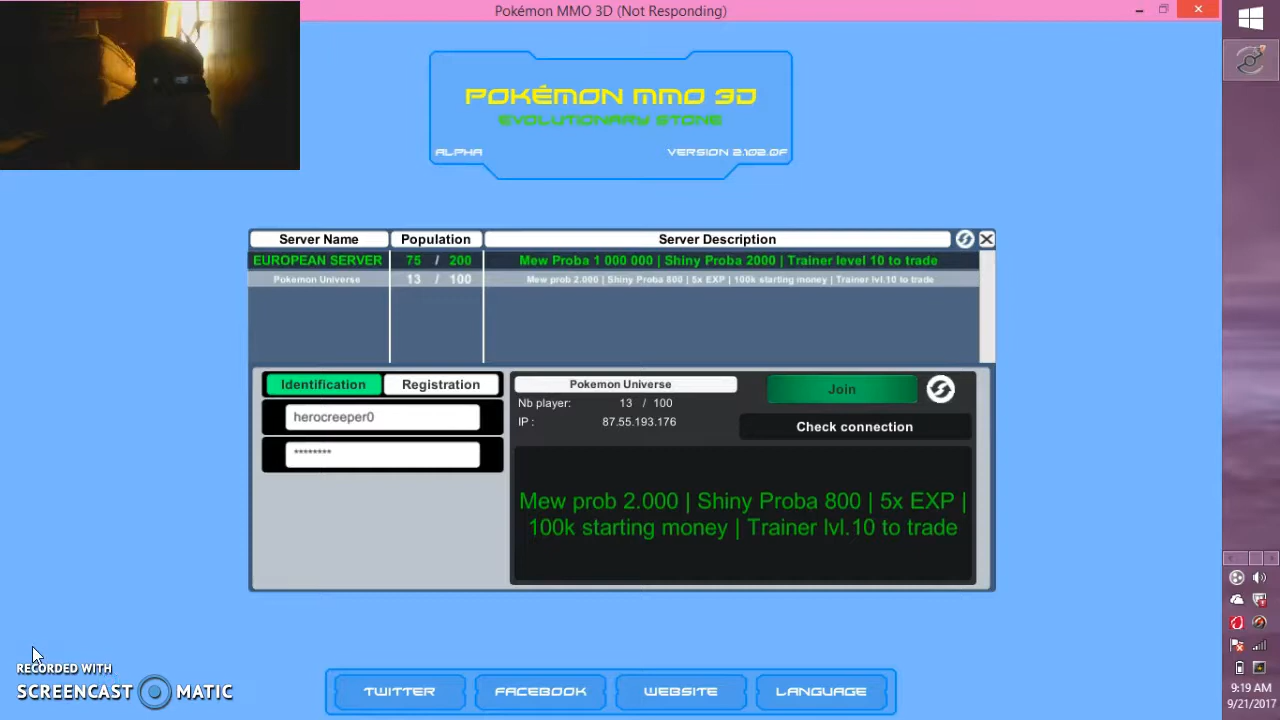 Pokémon MMO 3D (Not Responding)
POKÉMON MMO 3D
EVOLUTIONARY STONE
ALPHA VERSION 2.102.0F
Server Name Population Server Description
EUROPEAN SERVER 75 / 200 Mew Proba 1 000 000 | Shiny Proba 2000 | Trainer level 10 to trade
Pokemon Universe 13 / 100 Mew prob 2.000 | Shiny Proba 800 | 5x EXP | 100k starting money | Trainer lvl.10 to trade
Identification Registration
herocreeper0
********
Pokemon Universe
Join
Nb player: 13 / 100
IP : 87.55.193.176
Check connection
Mew prob 2.000 | Shiny Proba 800 | 5x EXP |
100k starting money | Trainer lvl.10 to trade
RECORDED WITH
SCREENCAST MATIC
TWITTER FACEBOOK WEBSITE LANGUAGE
9:19 AM
9/21/2017